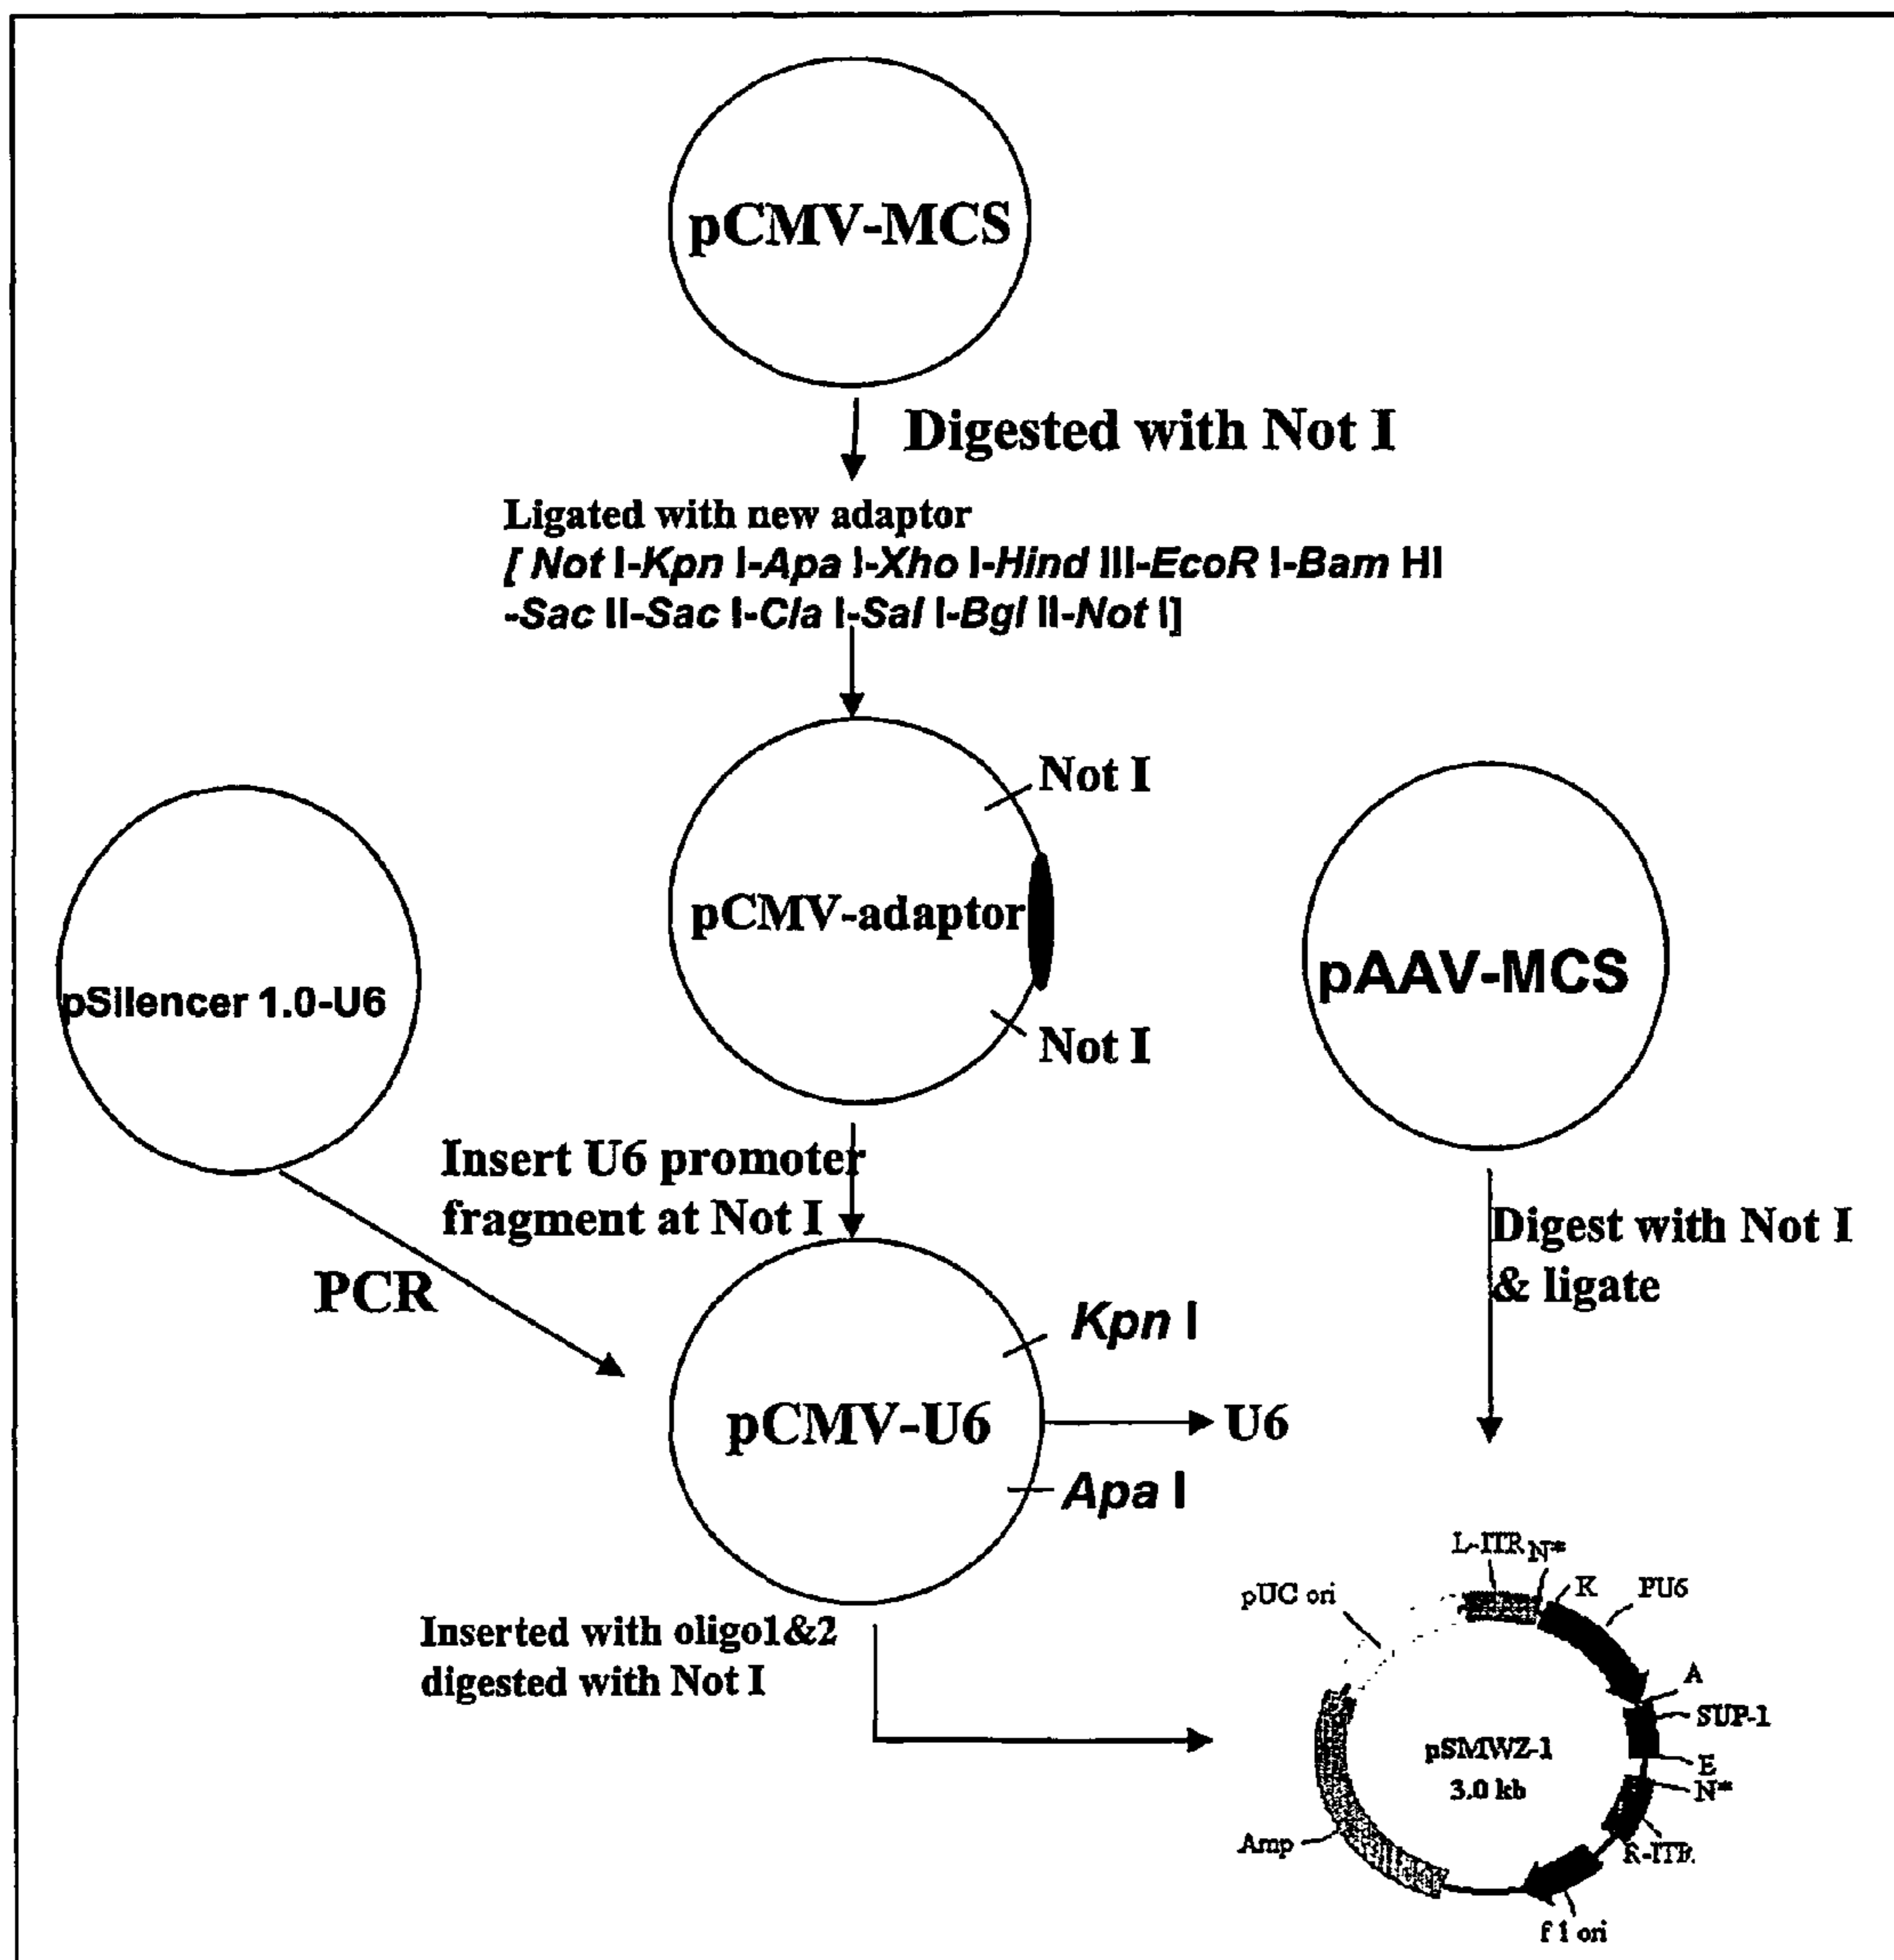 pCMV-MCS
Digested with Not I
Ligated with new adaptor
[ Not I-Kpn I-Apa I-Xho I-Hind III-EcoR I-Bam HI
-Sac II-Sac I-Cla I-Sal I-Bgl II-Not I]
Not I
pCMV-adaptor
Not I
pSilencer 1.0-U6
pAAV-MCS
Insert U6 promoter
fragment at Not I
PCR
Digest with Not I
& ligate
Kpn I
pCMV-U6
U6
Apa I
Inserted with oligo1&2
digested with Not I
L-ITR
N*
K
PU6
pUC ori
A
SUP-1
pSMWZ-1
3.0 kb
E
N*
Amp
R-ITR
f1 ori